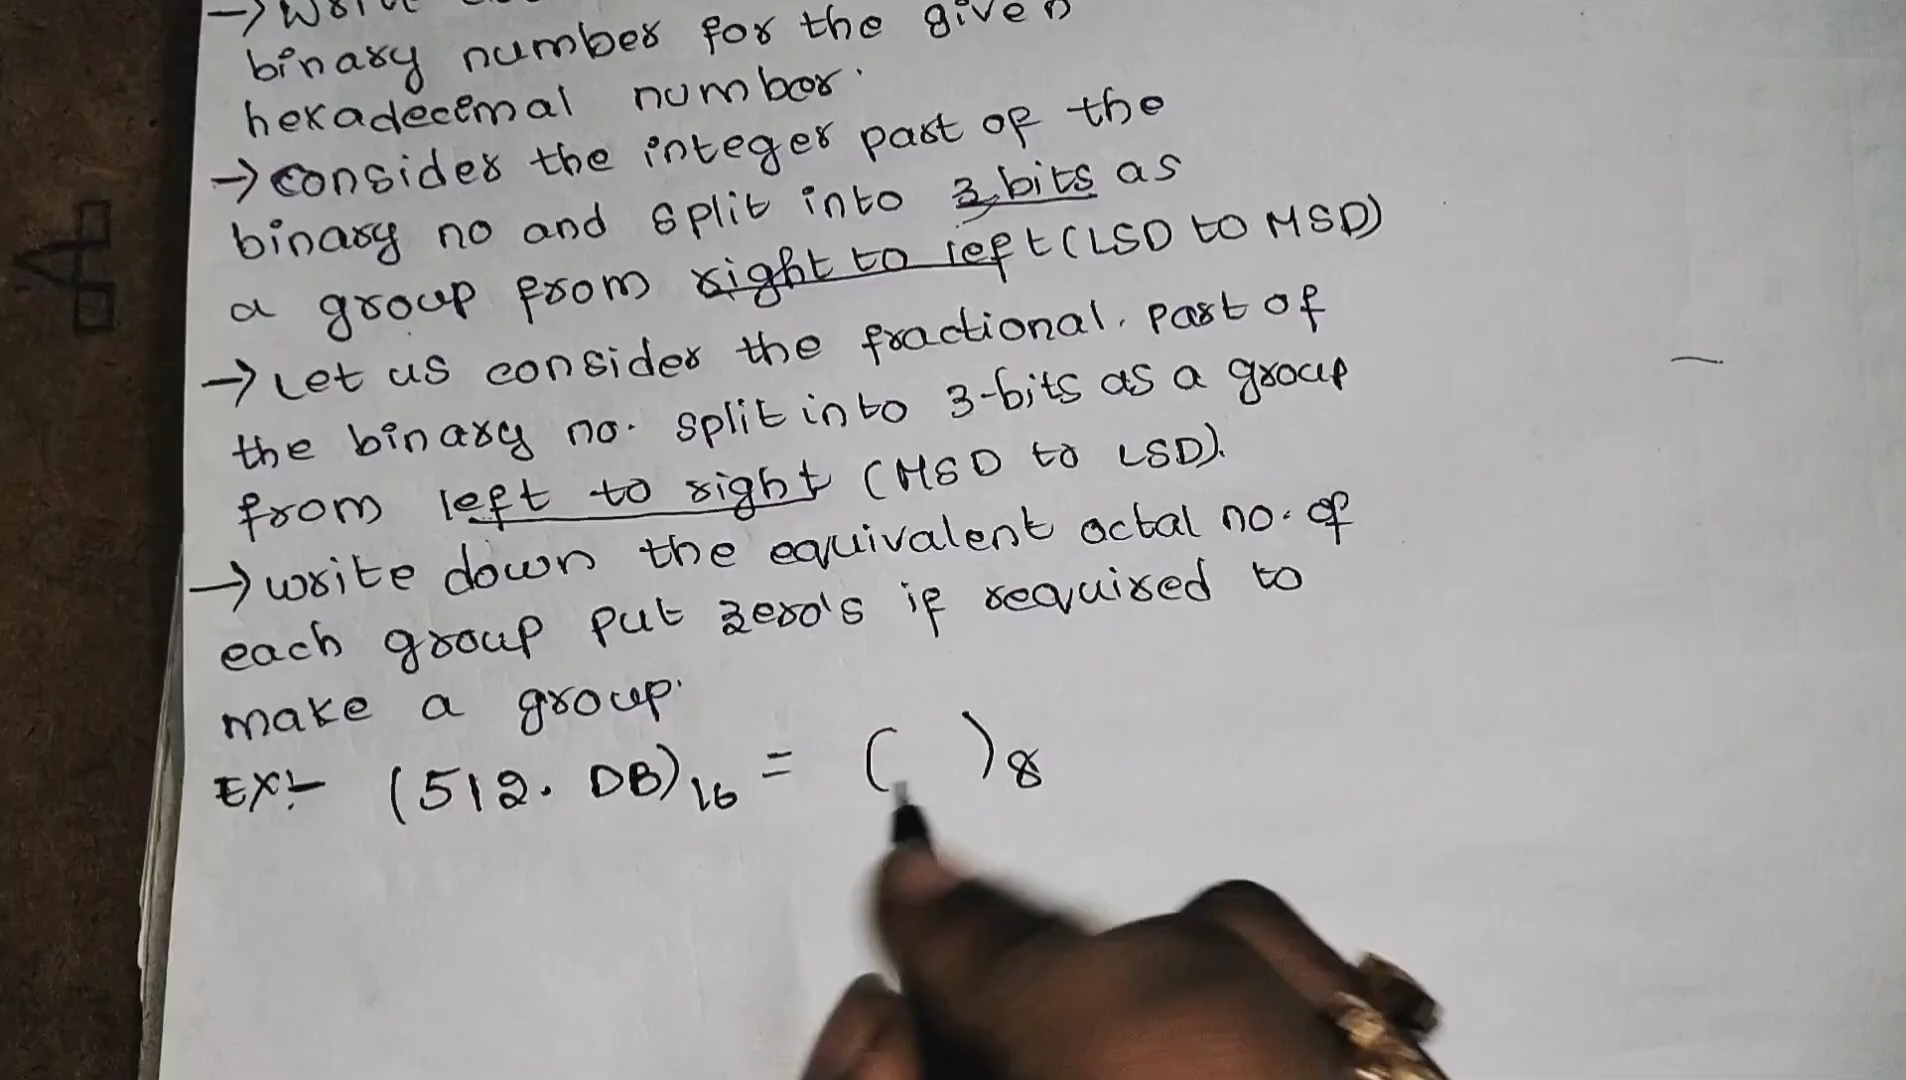 binary number for the given
hexadecimal number.
→ consider the integer part of the
binary no and split into 3 bits as
a group from right to left (LSD to MSD)
→ Let us consider the fractional part of
the binary no. split into 3-bits as a group
from left to right (MSD to LSD).
→ write down the equivalent octal no. of
each group put zero's if required to
make a group.
EX:- (512. DB)16 = ( )8